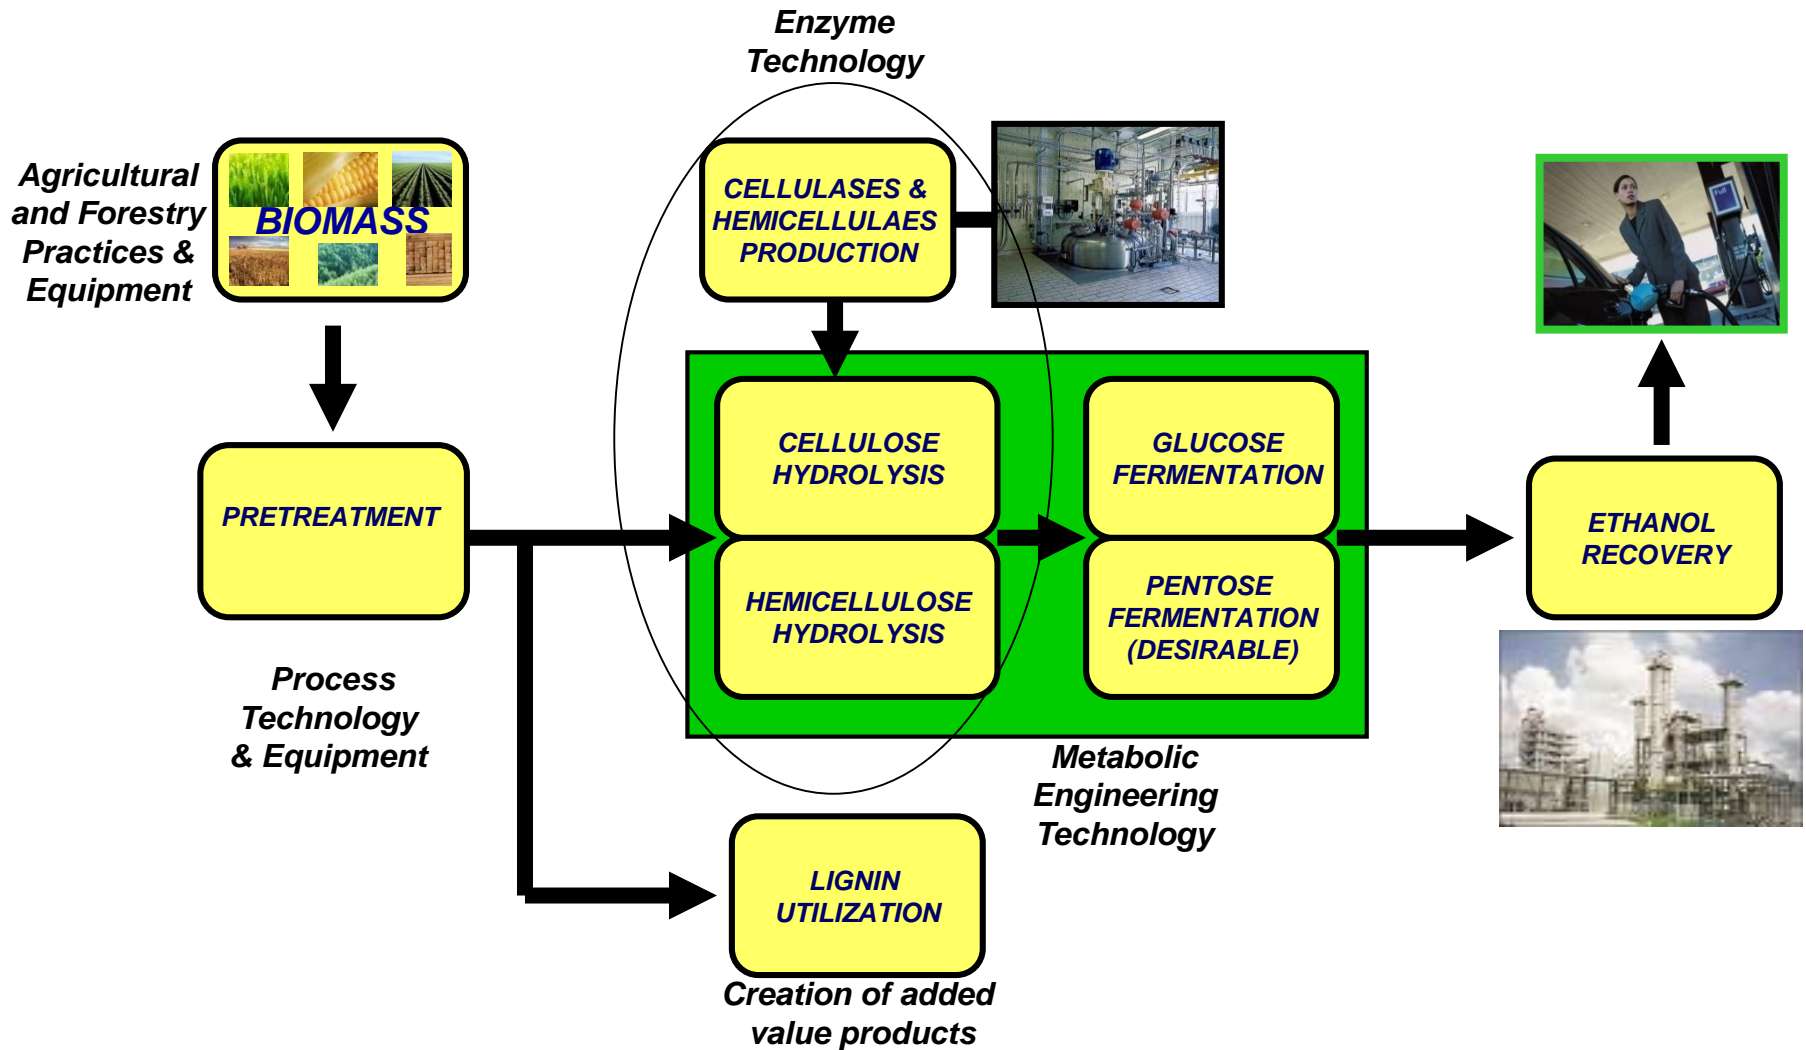 Enzyme
Technology
Agricultural
and Forestry
Practices &
Equipment
BIOMASS
CELLULASES &
HEMICELLULAES
PRODUCTION
PRETREATMENT
CELLULOSE
HYDROLYSIS
GLUCOSE
FERMENTATION
HEMICELLULOSE
HYDROLYSIS
PENTOSE
FERMENTATION
(DESIRABLE)
ETHANOL
RECOVERY
Process
Technology
& Equipment
Metabolic
Engineering
Technology
LIGNIN
UTILIZATION
Creation of added
value products